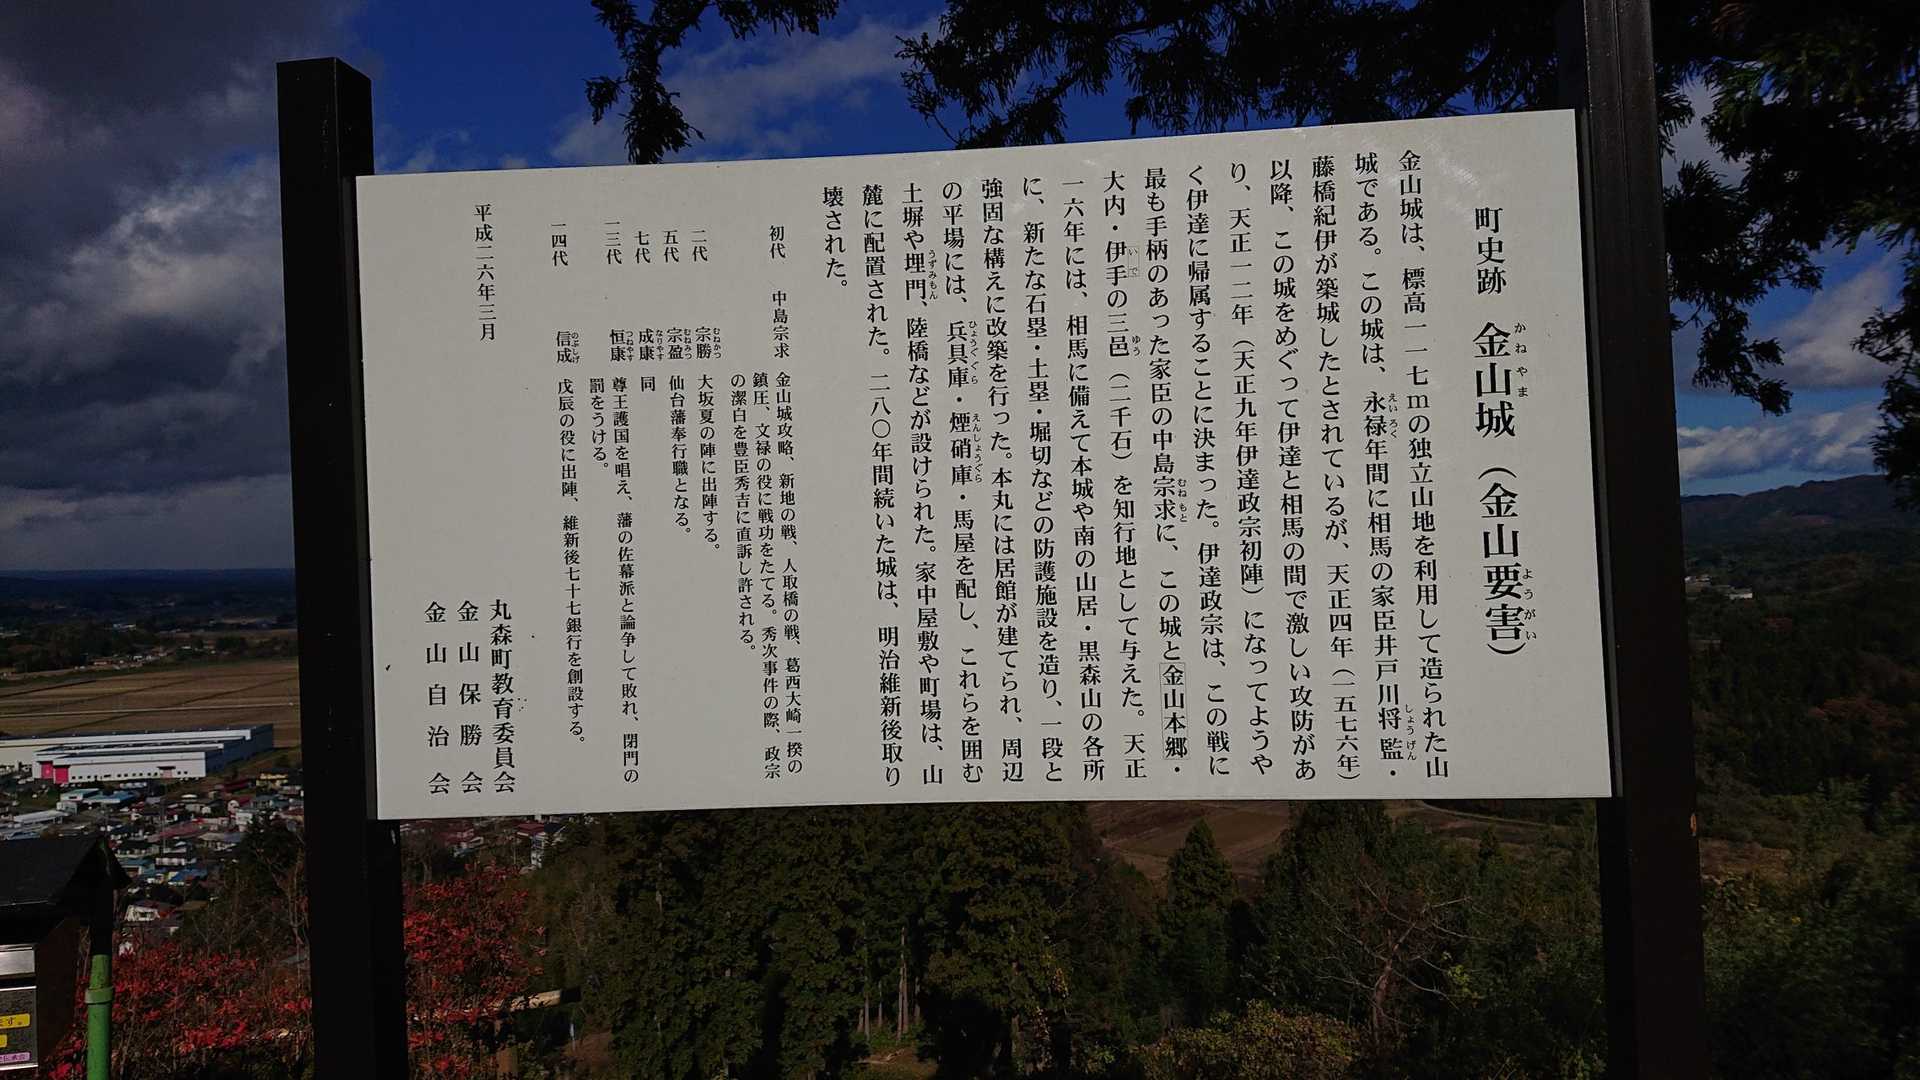 町史跡 金山城（金山要害）
金山城は、標高一一七mの独立山地を利用して造られた山
城である。この城は、永禄年間に相馬の家臣井戸川将監・
藤橋紀伊が築城したとされているが、天正四年（一五七六年）
以降、この城をめぐって伊達と相馬の間で激しい攻防があ
り、天正一二年（天正九年伊達政宗初陣）になってようや
く伊達に帰属することに決まった。伊達政宗は、この戦に
最も手柄のあった家臣の中島宗求に、この城と金山本郷・
大内・伊手の三邑（二千石）を知行地として与えた。天正
一六年には、相馬に備えて本城や南の山居・黒森山の各所
に、新たな石塁・土塁・堀切などの防護施設を造り、一段と
強固な構えに改築を行った。本丸には居館が建てられ、周辺
の平場には、兵具庫・煙硝庫・馬屋を配し、これらを囲む
土塀や埋門、陸橋などが設けられた。家中屋敷や町場は、山
麓に配置された。二八〇年間続いた城は、明治維新後取り
壊された。
初代 中島宗求 金山城攻略、新地の戦、人取橋の戦、葛西大崎一揆の
鎮圧、文禄の役に戦功をたてる。秀次事件の際、政宗
の潔白を豊臣秀吉に直訴し許される。
二代 宗勝 大坂夏の陣に出陣する。
五代 宗盈 仙台藩奉行職となる。
七代 成康 同
一三代 恒康 尊王護国を唱え、藩の佐幕派と論争して敗れ、閉門の
罰をうける。
一四代 信成 戊辰の役に出陣、維新後七十七銀行を創設する。
平成二六年三月
丸森町教育委員会
金山保勝会
金山自治会